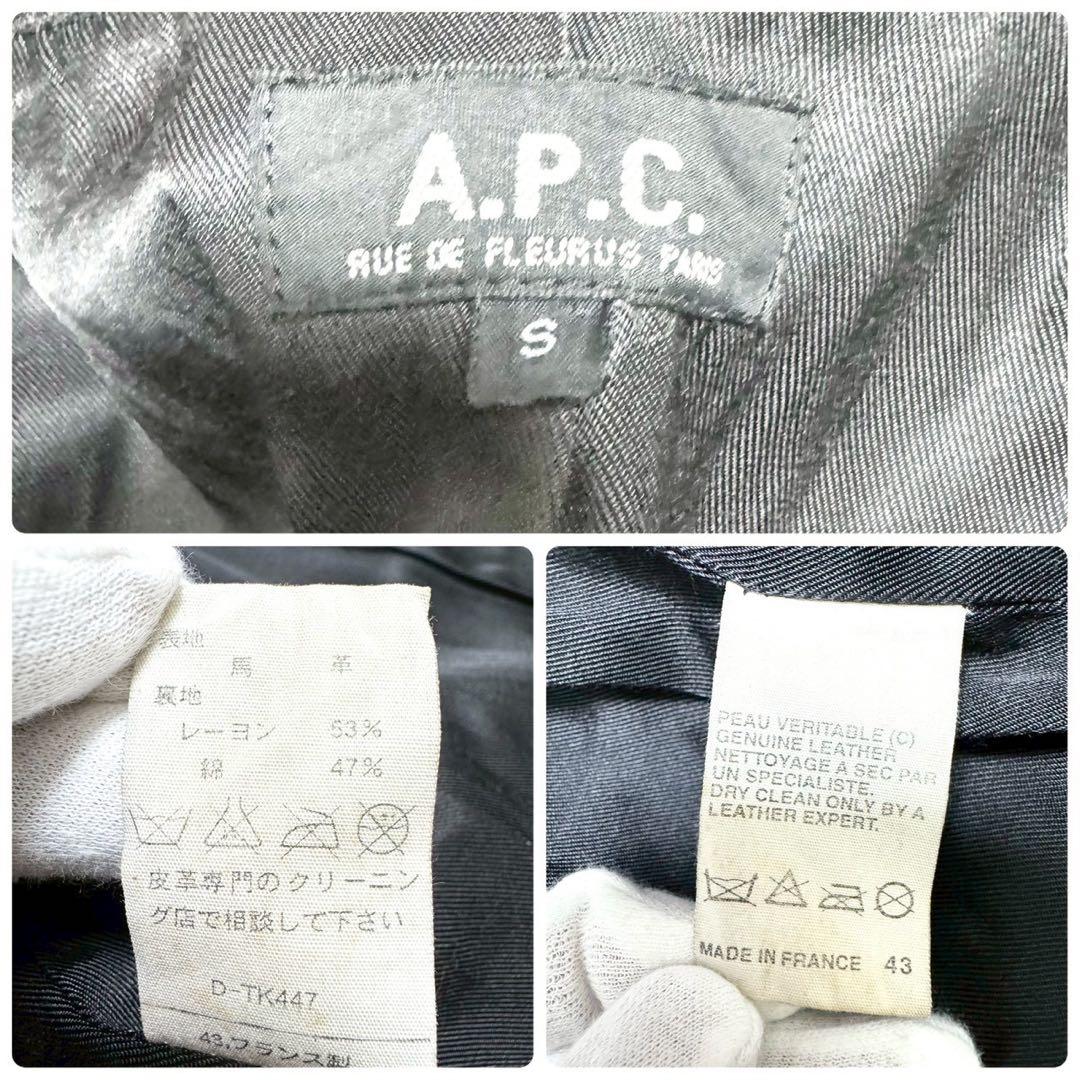 A.P.C.
RUE DE FLEURUS PARIS
S
表地
馬 革
裏地
レーヨン 53%
綿 47%
皮革専門のクリーニン
グ店で相談して下さい
D-TK447
43.フランス製
PEAU VERITABLE (C)
GENUINE LEATHER
NETTOYAGE A SEC PAR
UN SPECIALISTE.
DRY CLEAN ONLY BY A
LEATHER EXPERT.
MADE IN FRANCE 43